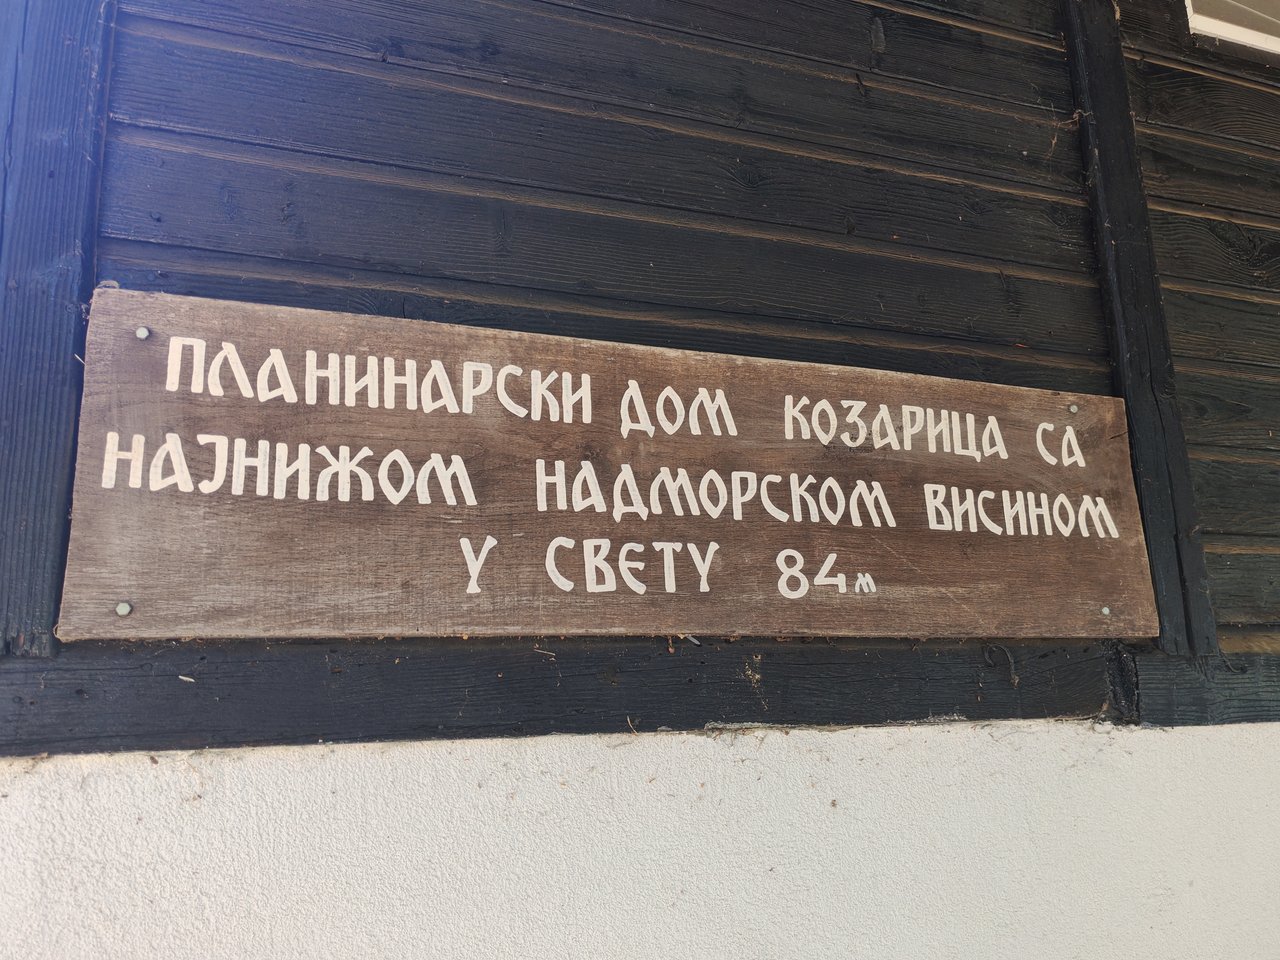 ПЛАНИНАРСКИ ДОМ КОЗАРИЦА СА
НАЈНИЖОМ НАДМОРСКОМ ВИСИНОМ
У СВЕТУ 84м